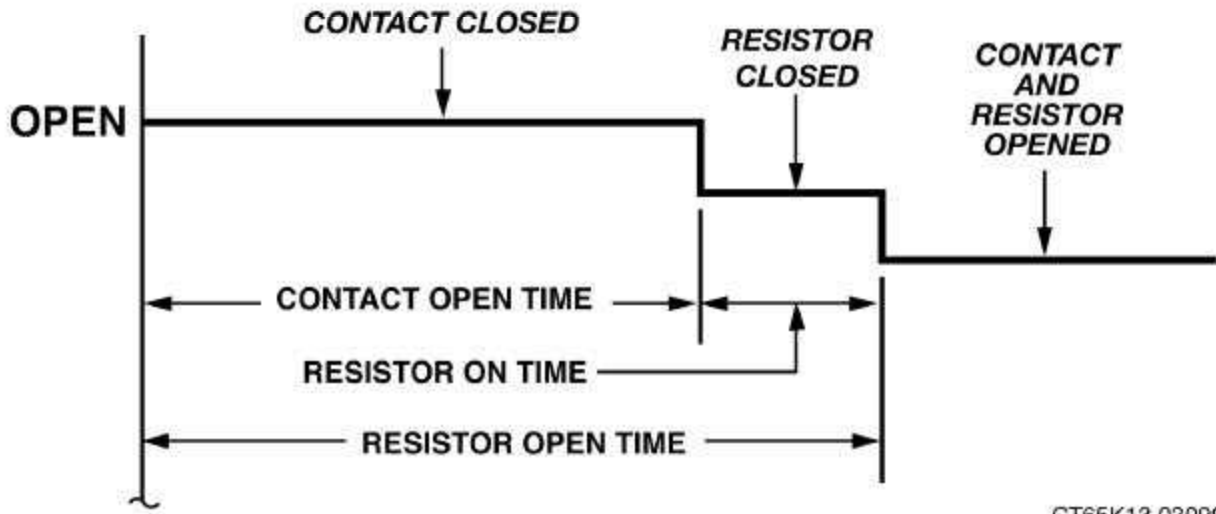 CONTACT CLOSED
RESISTOR
CLOSED
CONTACT
AND
RESISTOR
OPENED
OPEN
CONTACT OPEN TIME
RESISTOR ON TIME
RESISTOR OPEN TIME